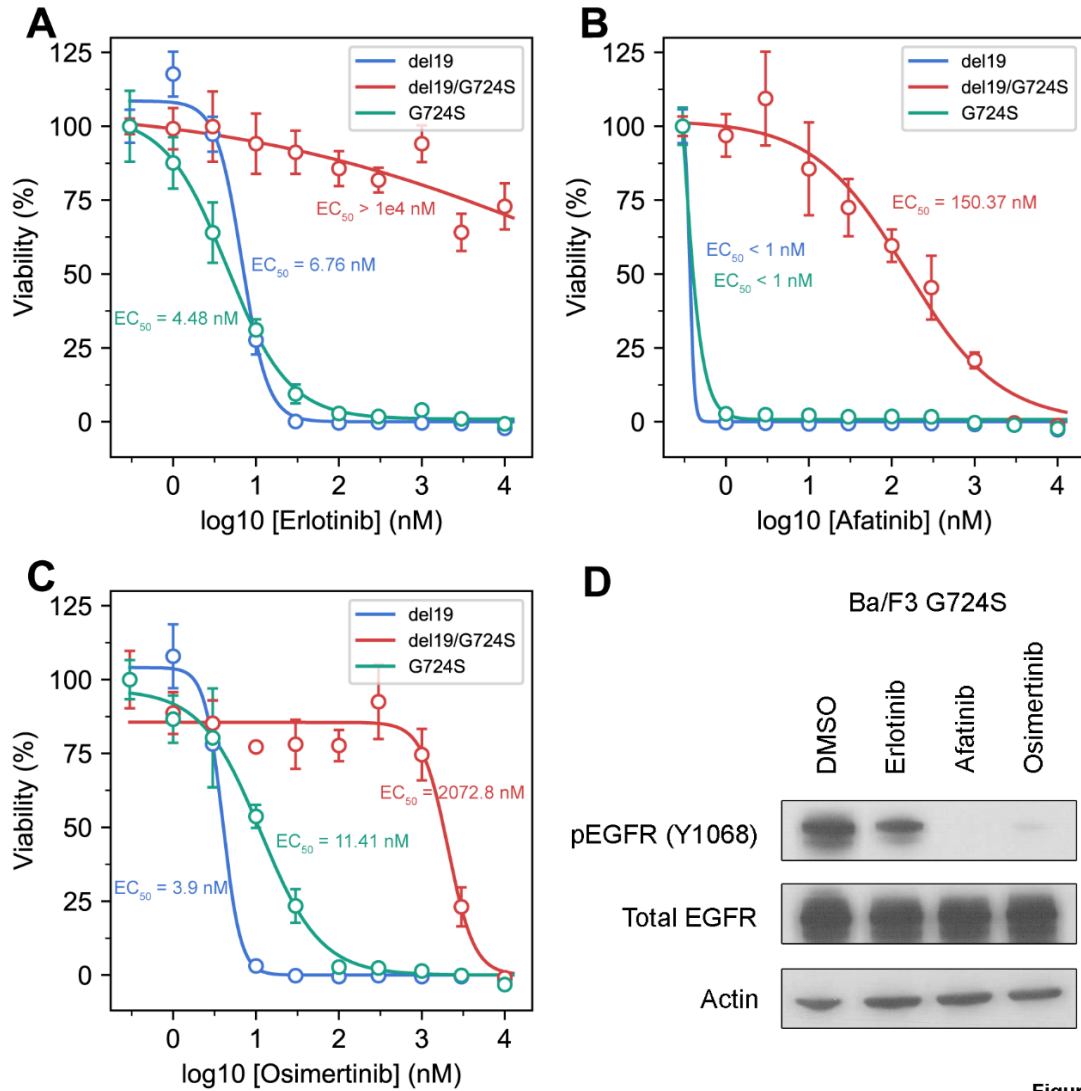 A
125
100
75
50
25
0
Viability (%)
del19
del19/G724S
G724S
EC50 > 1e4 nM
EC50 = 6.76 nM
EC50 = 4.48 nM
0 1 2 3 4
log10 [Erlotinib] (nM)
B
125
100
75
50
25
0
Viability (%)
del19
del19/G724S
G724S
EC50 = 150.37 nM
EC50 < 1 nM
EC50 < 1 nM
0 1 2 3 4
log10 [Afatinib] (nM)
C
125
100
75
50
25
0
Viability (%)
del19
del19/G724S
G724S
EC50 = 2072.8 nM
EC50 = 11.41 nM
EC50 = 3.9 nM
0 1 2 3 4
log10 [Osimertinib] (nM)
D
Ba/F3 G724S
DMSO
Erlotinib
Afatinib
Osimertinib
pEGFR (Y1068)
Total EGFR
Actin